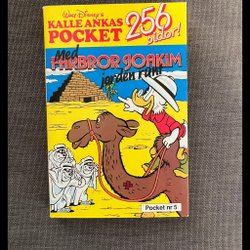 Walt Disney's
KALLE ANKAS
POCKET
256
sidor!
Med
FARBROR JOAKIM
jorden runt
Pocket nr 5